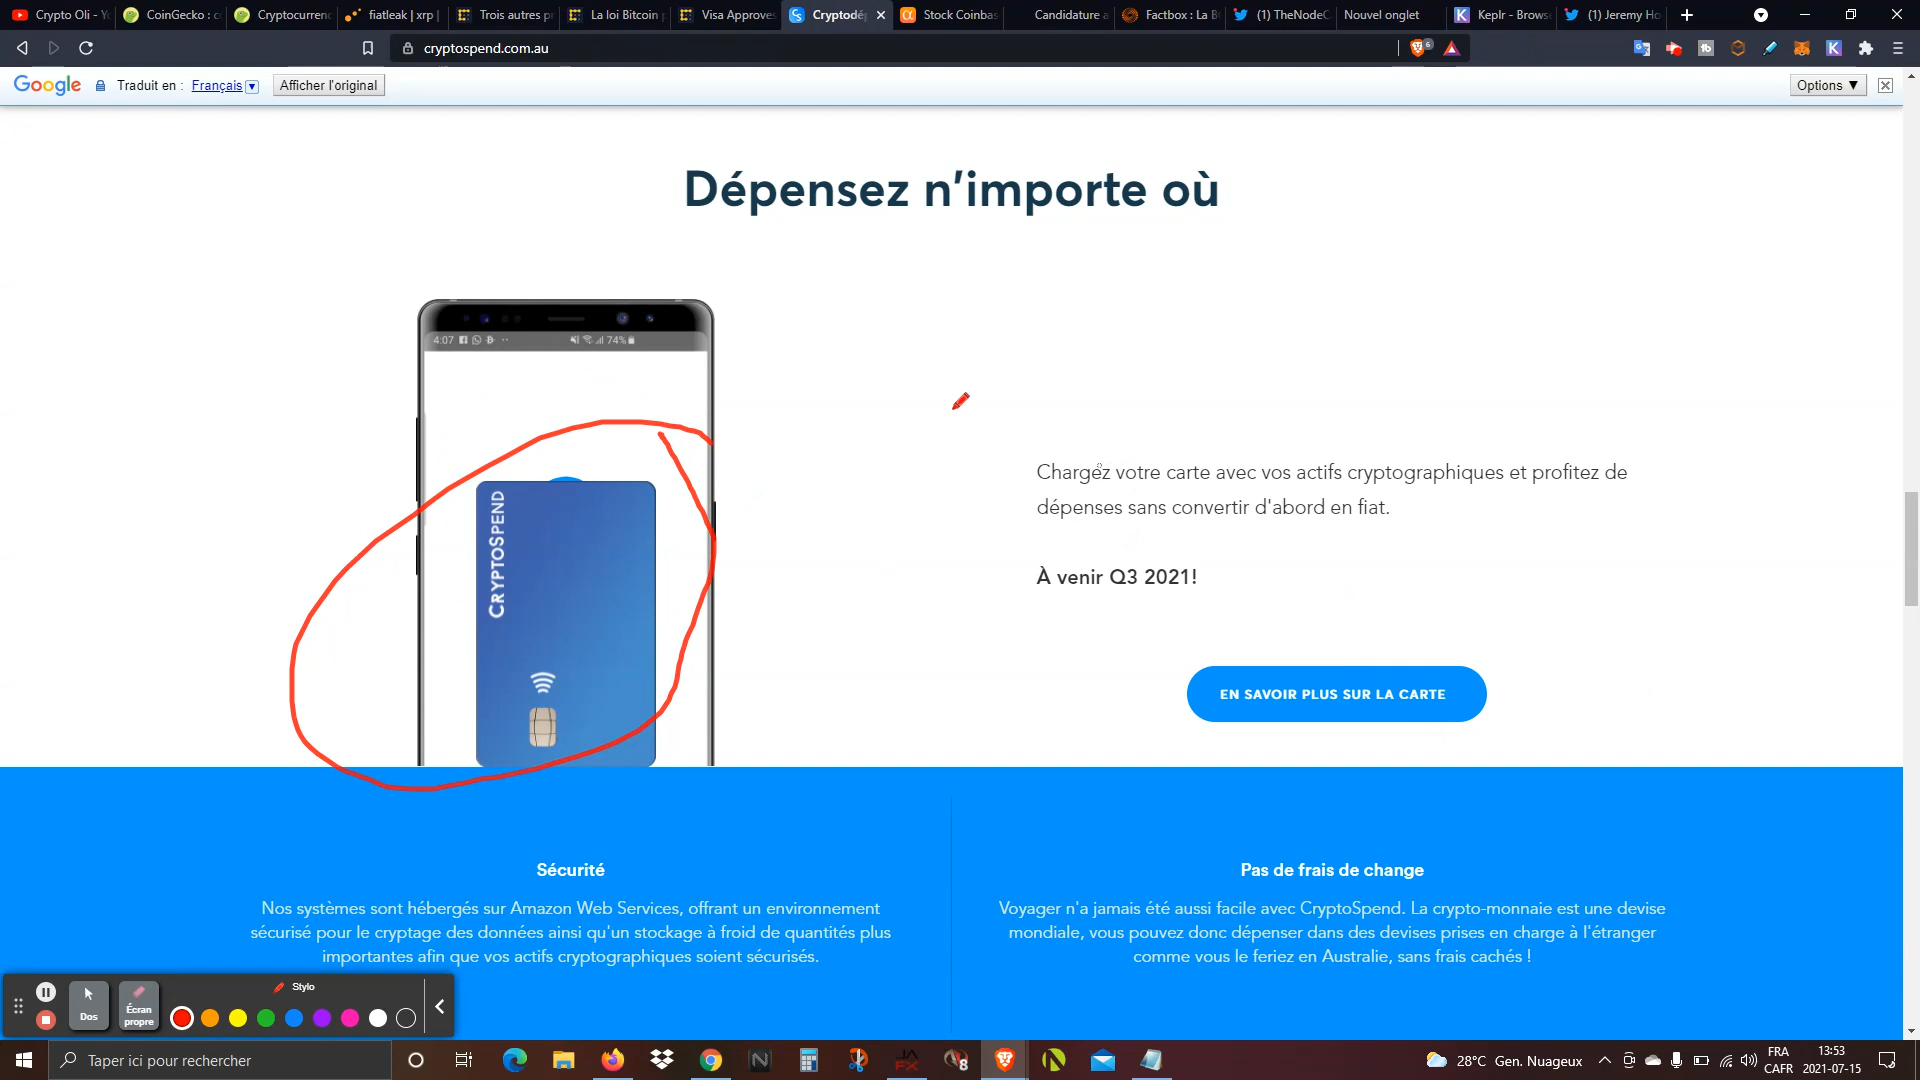 Crypto Oli - Y
CoinGecko : c
Cryptocurrenc
fiatleak | xrp |
Trois autres p
La loi Bitcoin p
Visa Approves
Cryptodép
Stock Coinbas
Candidature a
Factbox : La B
(1) TheNodeC
Nouvel onglet
Keplr - Browse
(1) Jeremy Ho
cryptospend.com.au
Google
Traduit en : Français
Afficher l'original
Options ▼
Dépensez n'importe où
4:07
74%
CRYPTOSPEND
Chargez votre carte avec vos actifs cryptographiques et profitez de
dépenses sans convertir d'abord en fiat.
À venir Q3 2021!
EN SAVOIR PLUS SUR LA CARTE
Sécurité
Nos systèmes sont hébergés sur Amazon Web Services, offrant un environnement
sécurisé pour le cryptage des données ainsi qu'un stockage à froid de quantités plus
importantes afin que vos actifs cryptographiques soient sécurisés.
Pas de frais de change
Voyager n'a jamais été aussi facile avec CryptoSpend. La crypto-monnaie est une devise
mondiale, vous pouvez donc dépenser dans des devises prises en charge à l'étranger
comme vous le feriez en Australie, sans frais cachés !
Stylo
Dos
Écran
propre
Taper ici pour rechercher
28°C Gen. Nuageux
FRA
CAFR
13:53
2021-07-15